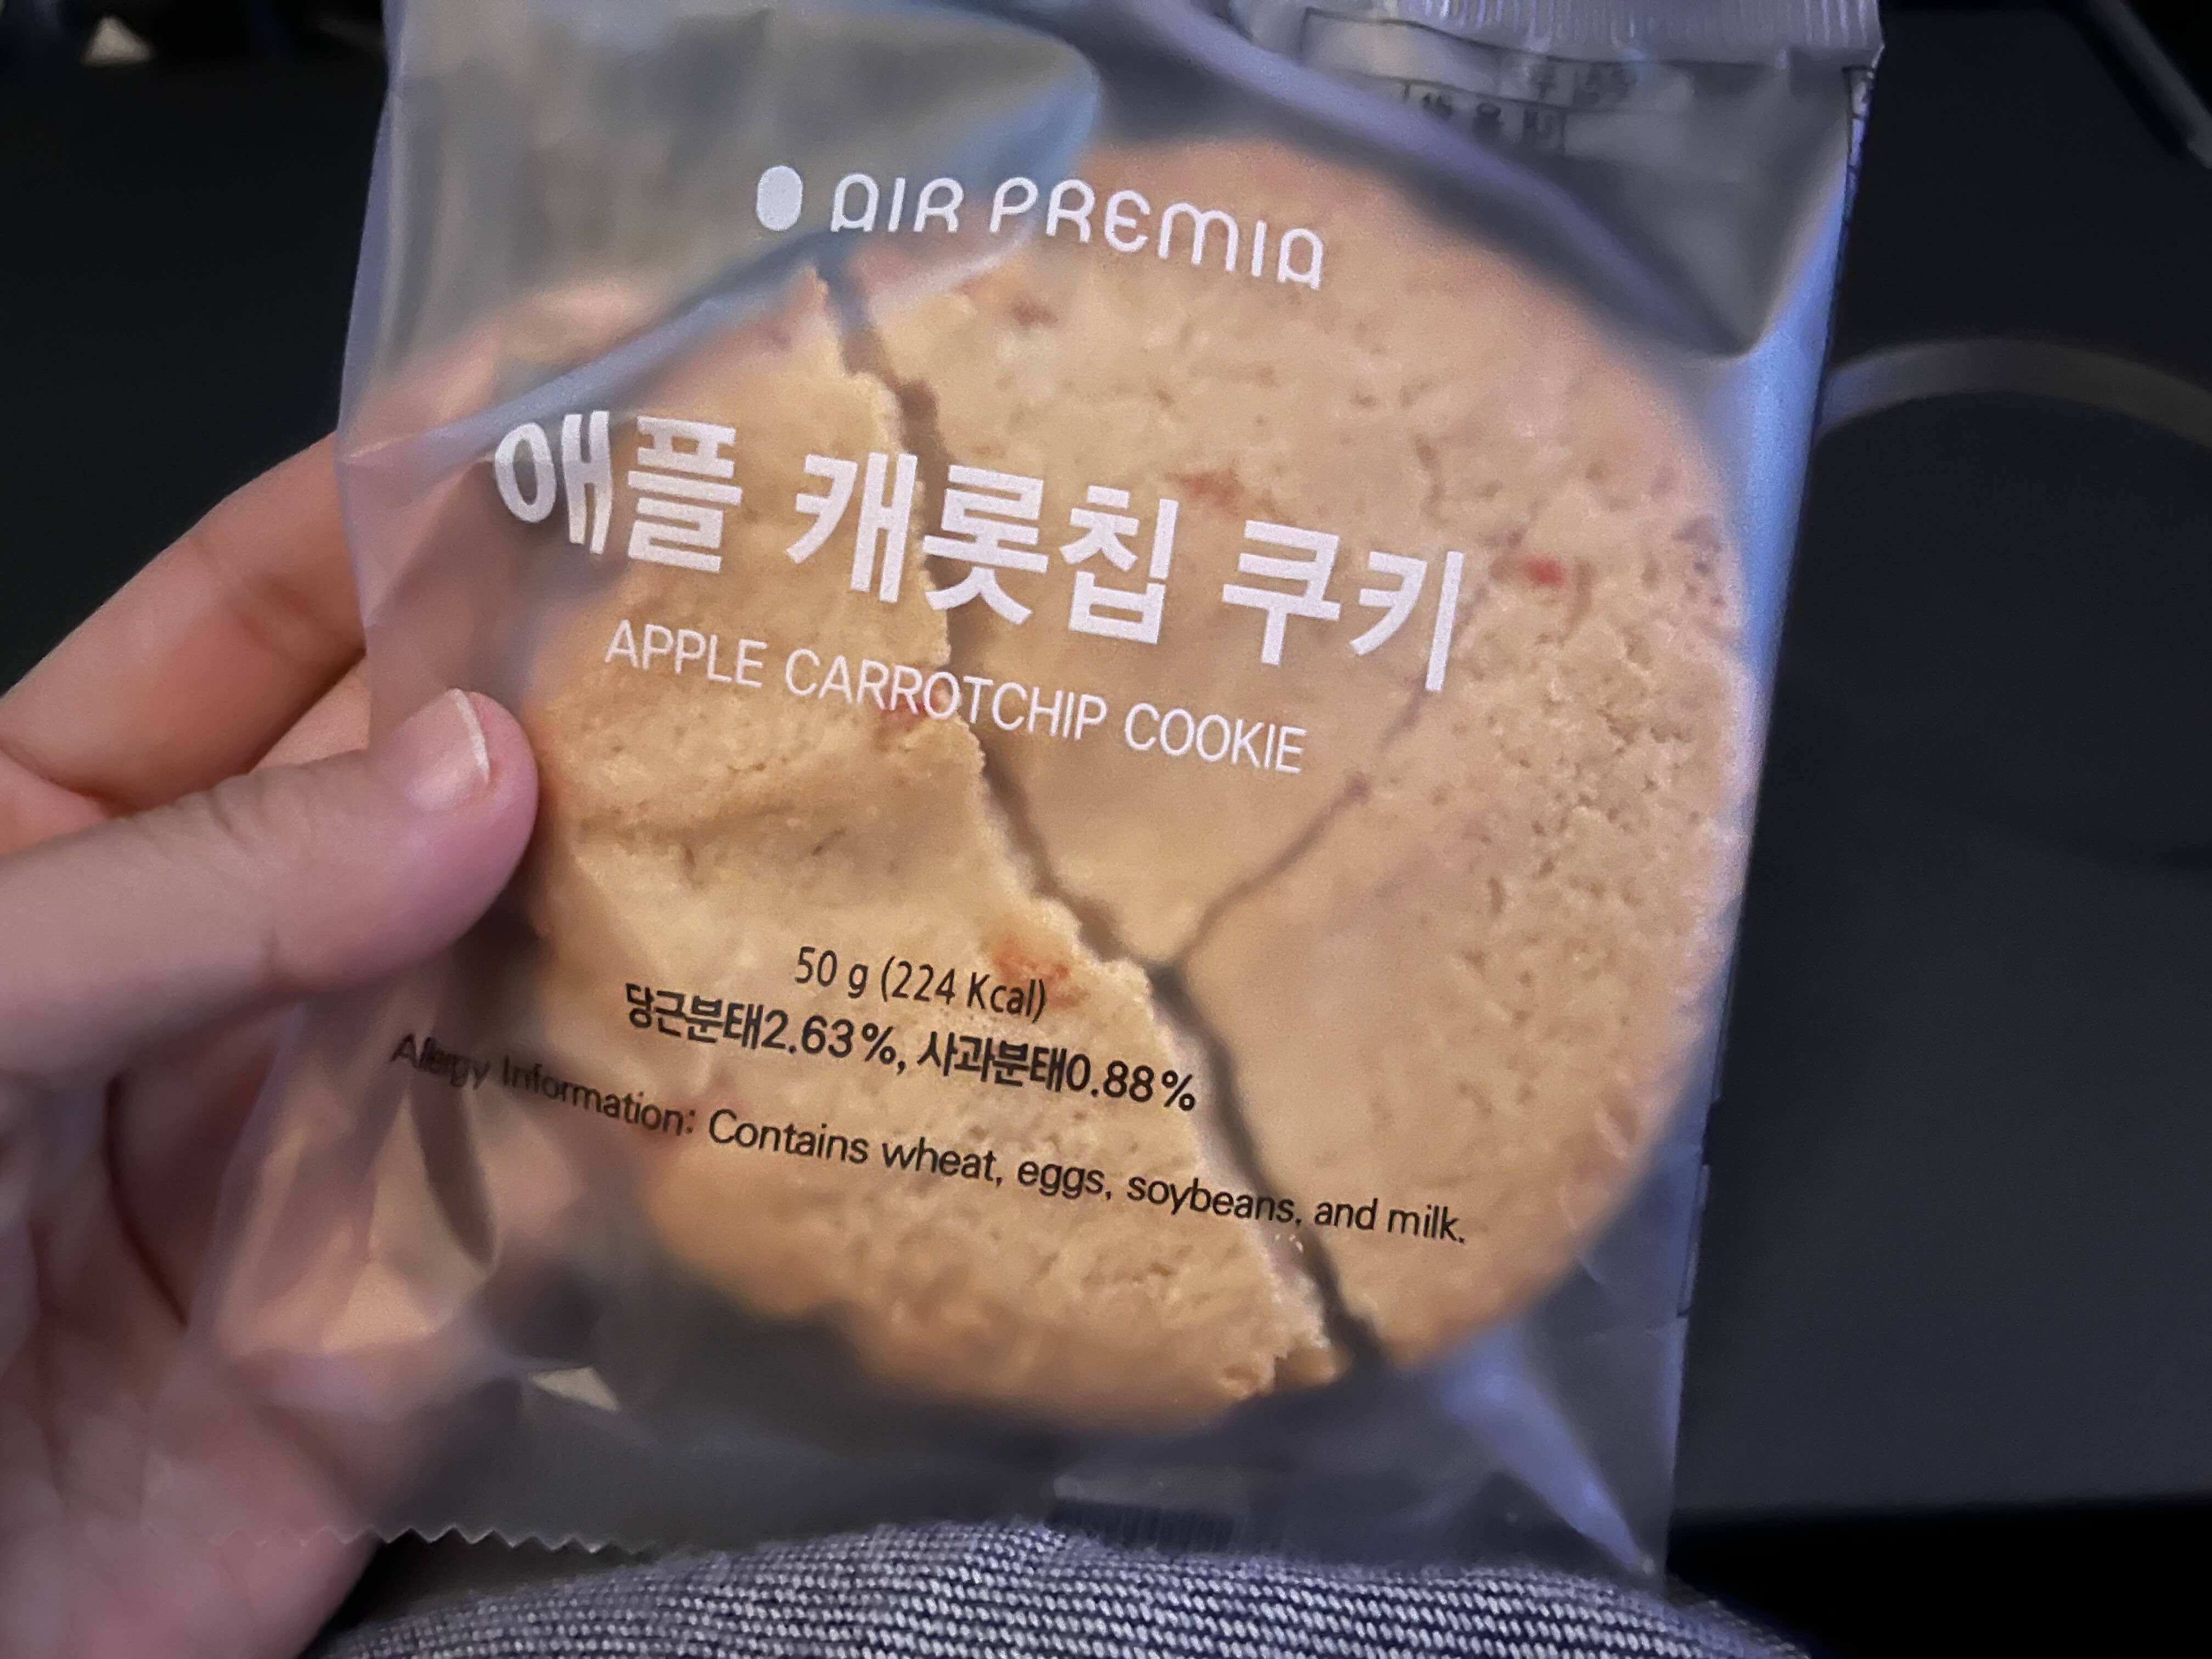 AIR PREMIA
애플 캐롯칩 쿠키
APPLE CARROTCHIP COOKIE
50 g (224 Kcal)
당근분태2.63%, 사과분태0.88%
Allergy Information: Contains wheat, eggs, soybeans, and milk.